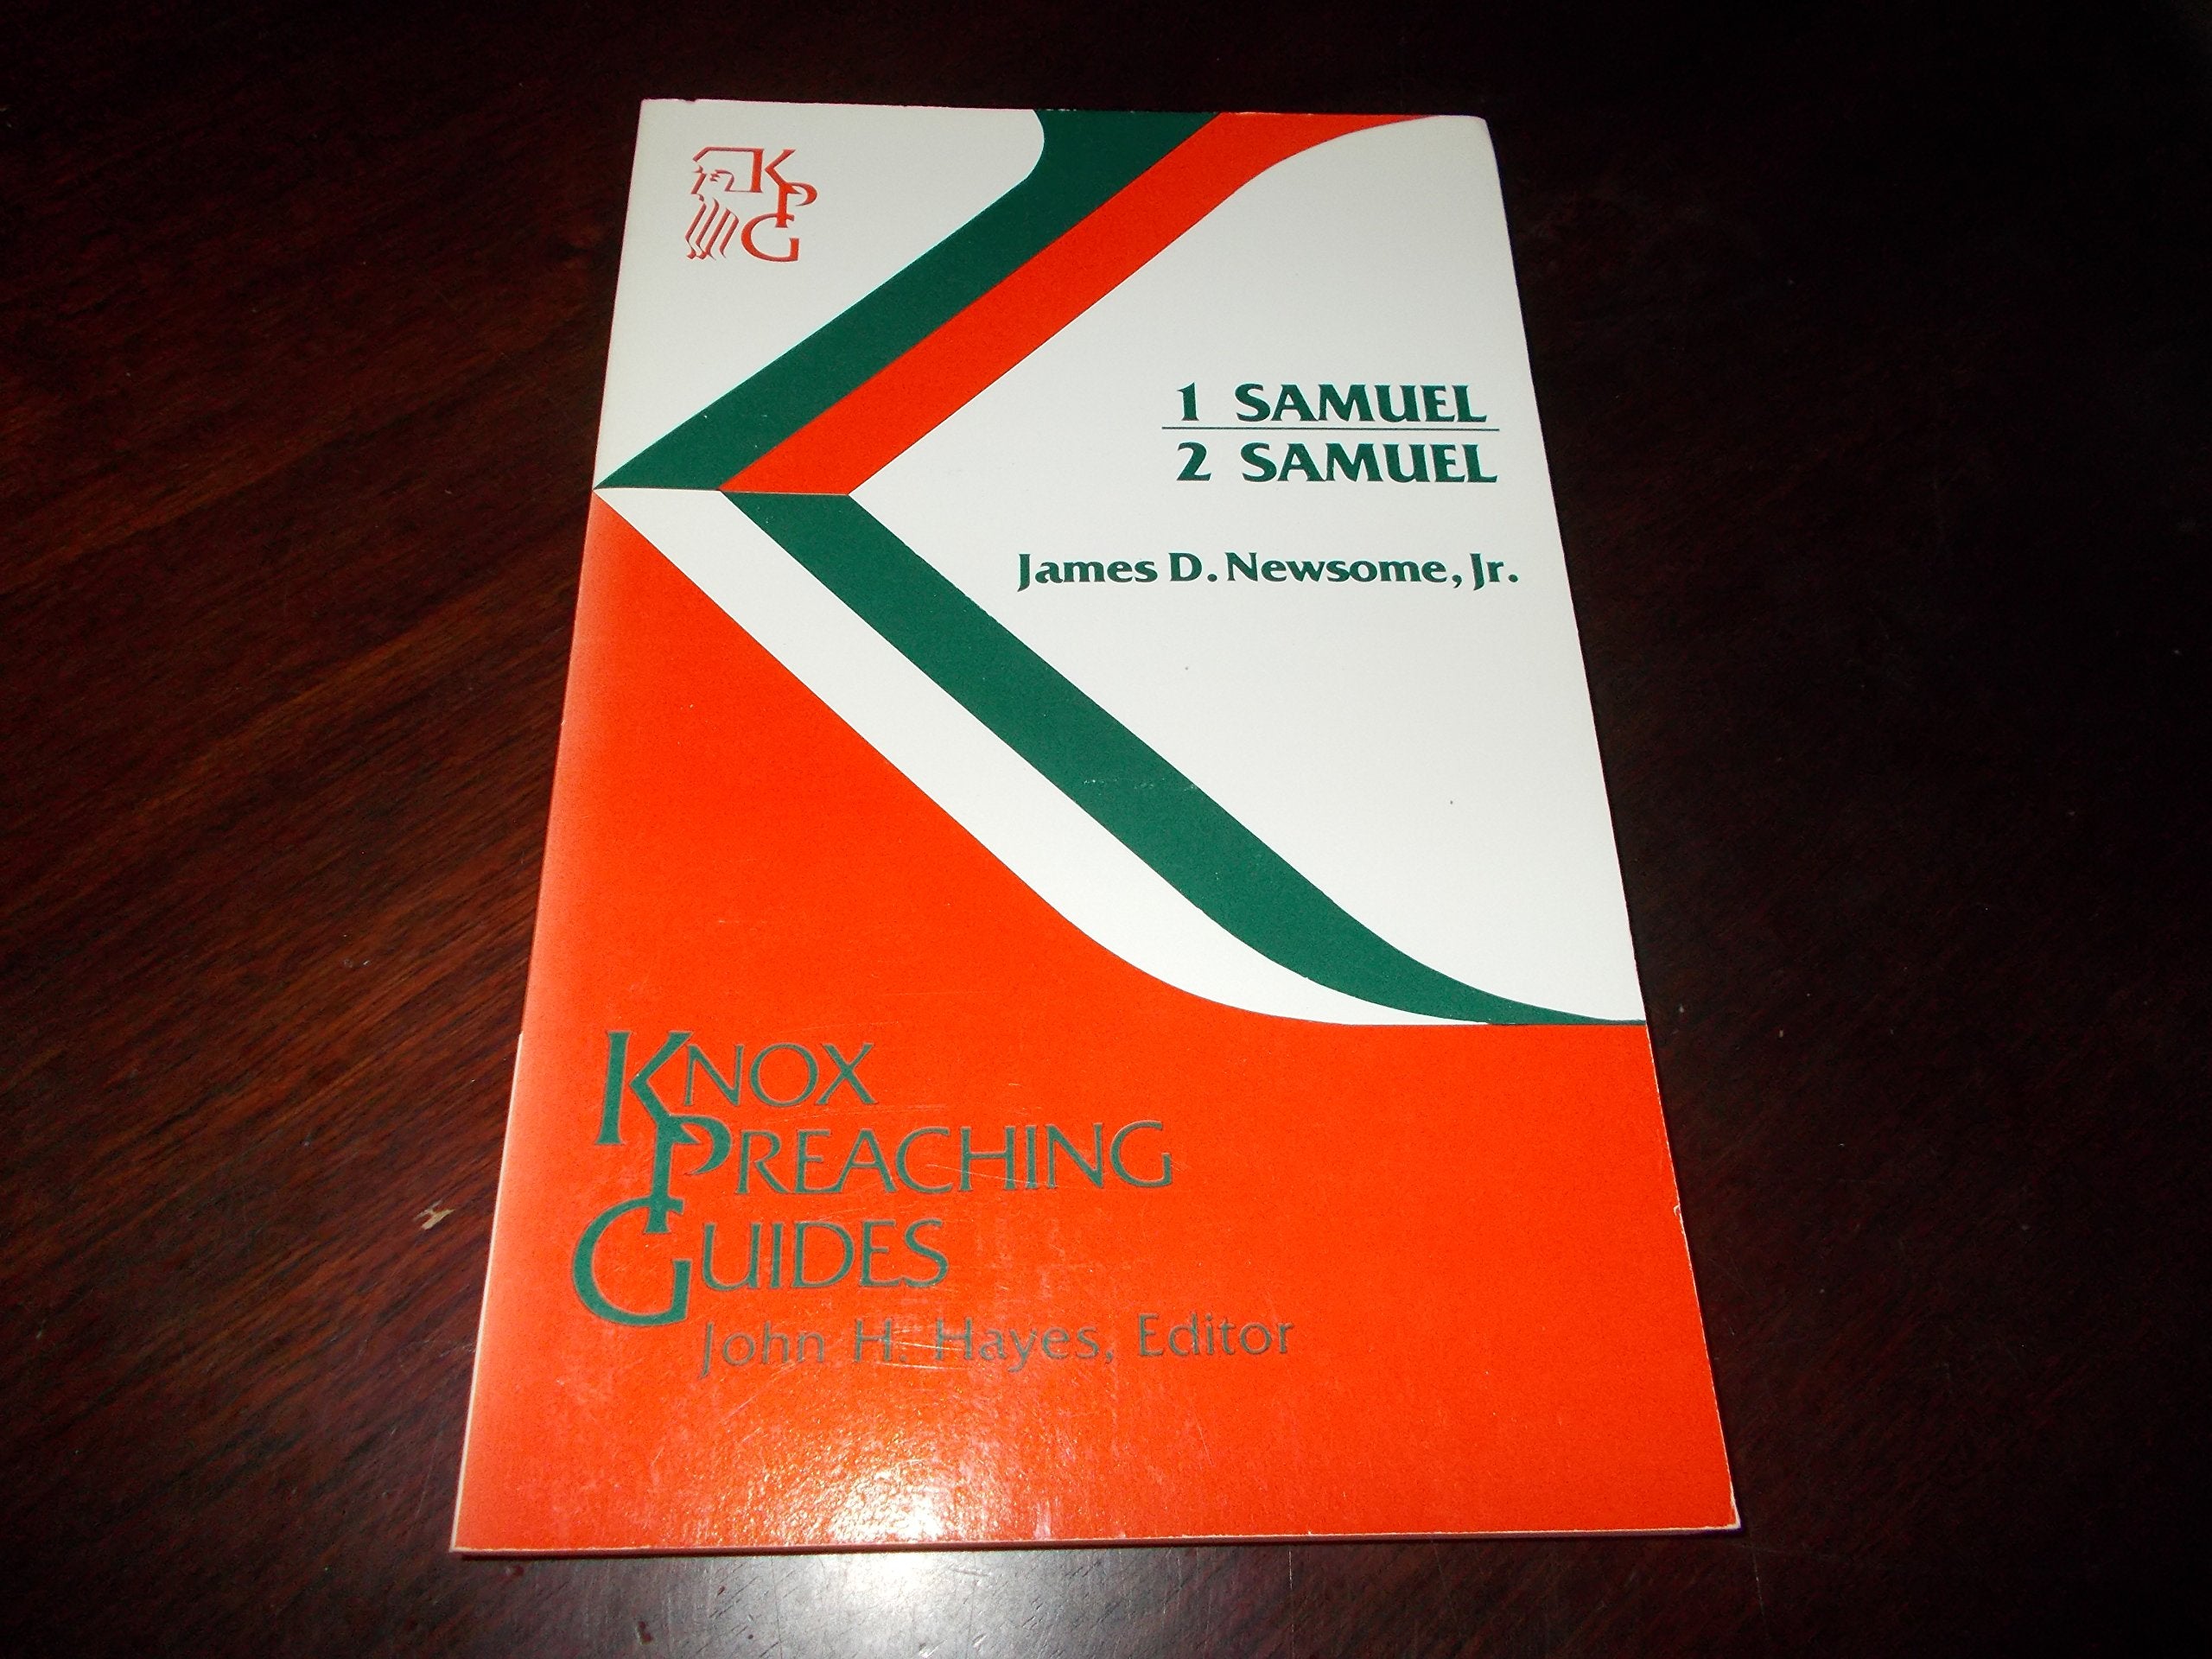 KPG
1 SAMUEL
2 SAMUEL
James D. Newsome, Jr.
KNOX
PREACHING
GUIDES
John H. Hayes, Editor